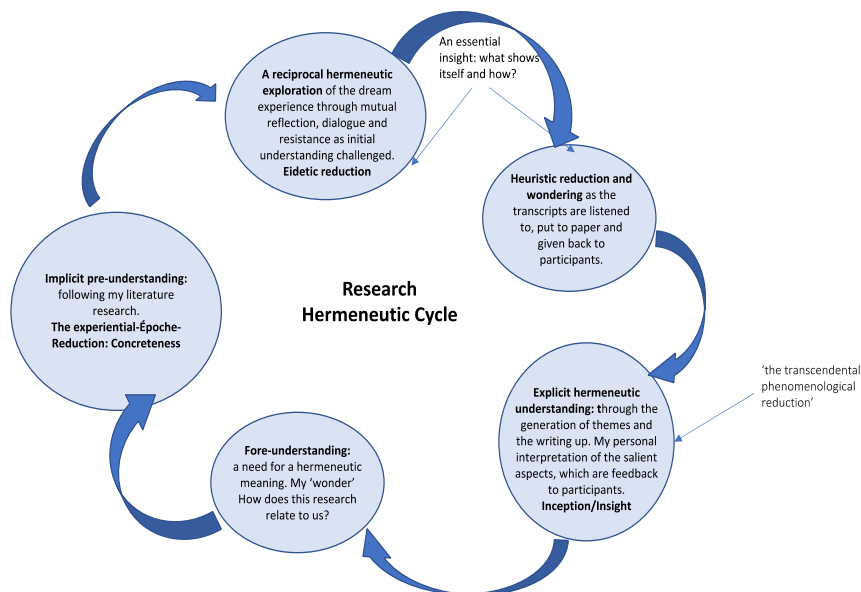 An essential
insight: what shows
itself and how?
A reciprocal hermeneutic
exploration of the dream
experience through mutual
reflection, dialogue and
resistance as initial
understanding challenged.
Eidetic reduction
Heuristic reduction and
wondering as the
transcripts are listened
to, put to paper and
given back to
participants.
Implicit pre-understanding:
following my literature
research.
The experiential-Époche-
Reduction: Concreteness
Research
Hermeneutic Cycle
'the transcendental
phenomenological
reduction'
Explicit hermeneutic
understanding: through the
generation of themes and
the writing up. My personal
interpretation of the salient
aspects, which are feedback
to participants.
Inception/Insight
Fore-understanding:
a need for a hermeneutic
meaning. My ‘wonder’
How does this research
relate to us?